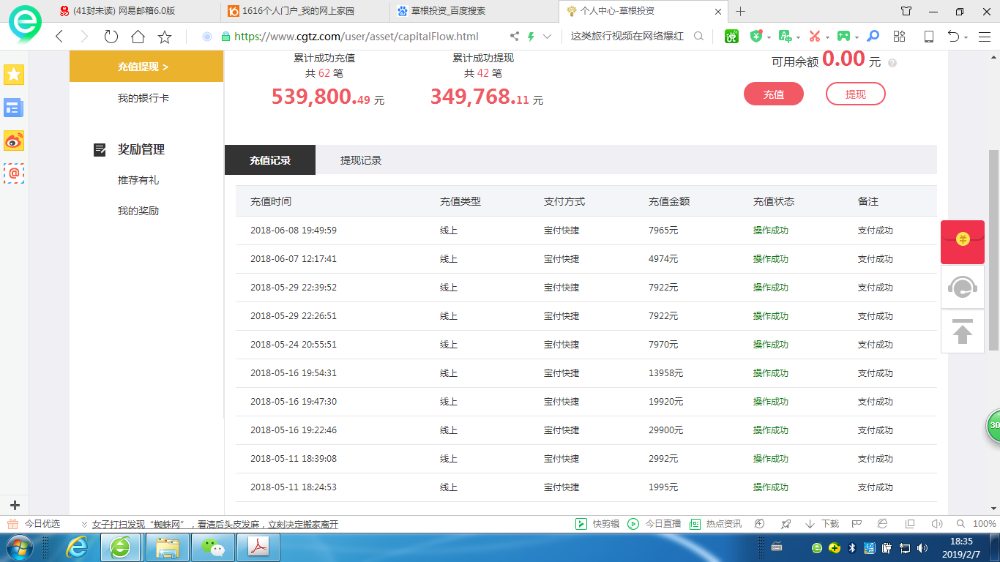 (41封未读) 网易邮箱6.0版
1616个人门户_我的网上家园
草根投资_百度搜索
个人中心-草根投资
https://www.cgtz.com/user/asset/capitalFlow.html
这类旅行视频在网络爆红
充值提现 >
我的银行卡
奖励管理
推荐有礼
我的奖励
累计成功充值
共 62 笔
539,800.49 元
累计成功提现
共 42 笔
349,768.11 元
可用余额 0.00 元
充值
提现
充值记录 提现记录
充值时间 充值类型 支付方式 充值金额 充值状态 备注
2018-06-08 19:49:59 线上 宝付快捷 7965元 操作成功 支付成功
2018-06-07 12:17:41 线上 宝付快捷 4974元 操作成功 支付成功
2018-05-29 22:39:52 线上 宝付快捷 7922元 操作成功 支付成功
2018-05-29 22:26:51 线上 宝付快捷 7922元 操作成功 支付成功
2018-05-24 20:55:51 线上 宝付快捷 7970元 操作成功 支付成功
2018-05-16 19:54:31 线上 宝付快捷 13958元 操作成功 支付成功
2018-05-16 19:47:30 线上 宝付快捷 19920元 操作成功 支付成功
2018-05-16 19:22:46 线上 宝付快捷 29900元 操作成功 支付成功
2018-05-11 18:39:08 线上 宝付快捷 2992元 操作成功 支付成功
2018-05-11 18:24:53 线上 宝付快捷 1995元 操作成功 支付成功
30
今日优选
女子打扫发现“蜘蛛网”，看清后头皮发麻，立刻决定搬家离开
快剪辑 今日直播 热点资讯 下载 100%
18:35
2019/2/7